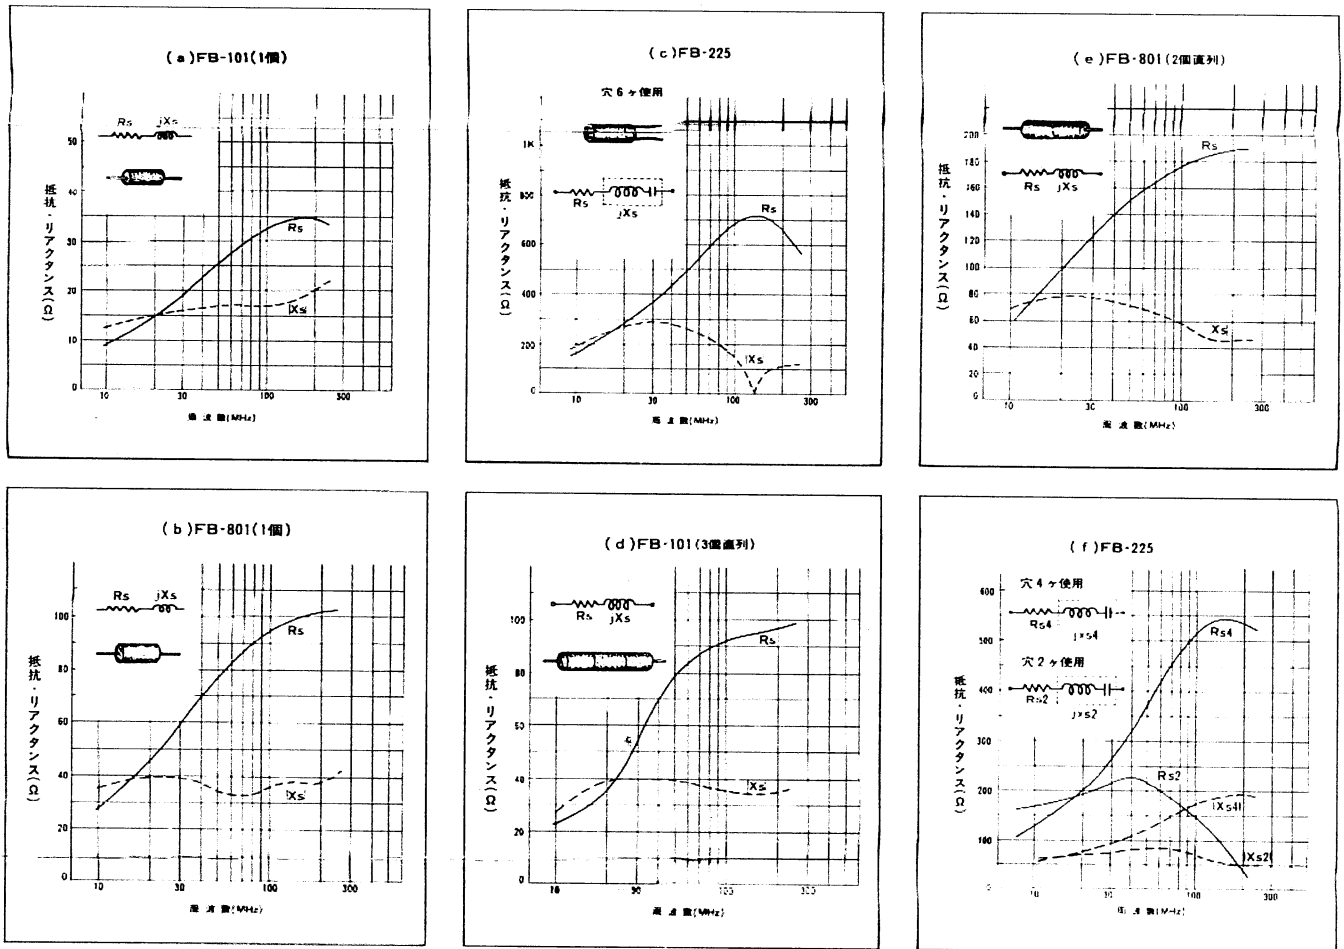 (a)FB-101(1個)
Rs jXs
抵抗・リアクタンス(Ω)
50
40
30
20
10
0
Rs
|Xs|
10 30 100 300
周波数(MHz)
(c)FB-225
穴6ヶ使用
Rs jXs
抵抗・リアクタンス(Ω)
1K
800
600
400
200
0
Rs
|Xs
10 30 100 300
周波数(MHz)
(e)FB-801(2個直列)
Rs jXs
抵抗・リアクタンス(Ω)
200
180
160
140
120
100
80
60
40
20
0
Rs
Xs
10 30 100 300
周波数(MHz)
(b)FB-801(1個)
Rs jXs
抵抗・リアクタンス(Ω)
100
80
60
40
20
0
Rs
|Xs
10 30 100 300
周波数(MHz)
(d)FB-101(3個直列)
Rs jXs
抵抗・リアクタンス(Ω)
100
80
60
40
20
0
Rs
|Xs
10 30 100 300
周波数(MHz)
(f)FB-225
穴4ヶ使用
Rs4 jxs4
穴2ヶ使用
Rs2 jxs2
抵抗・リアクタンス(Ω)
600
500
400
300
200
100
0
Rs4
Rs2
|Xs4|
|Xs2|
10 30 100 300
周波数(MHz)